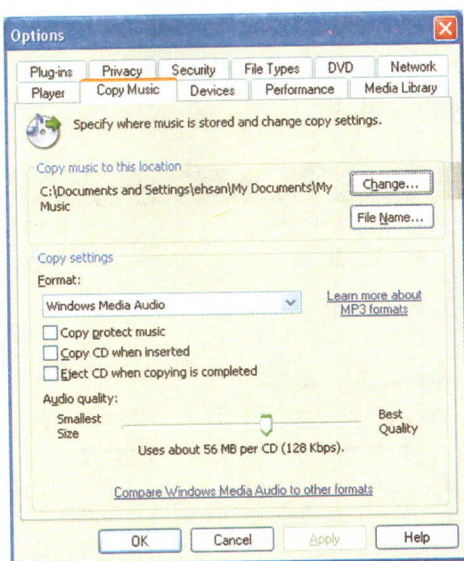 Options
Plug-ins Privacy Security File Types DVD Network
Player Copy Music Devices Performance Media Library
Specify where music is stored and change copy settings.
Copy music to this location
C:\Documents and Settings\ehsan\My Documents\My
Music
Change...
File Name...
Copy settings
Format:
Windows Media Audio
Learn more about
MP3 formats
Copy protect music
Copy CD when inserted
Eject CD when copying is completed
Audio quality:
Smallest
Size
Best
Quality
Uses about 56 MB per CD (128 Kbps).
Compare Windows Media Audio to other formats
OK Cancel Apply Help